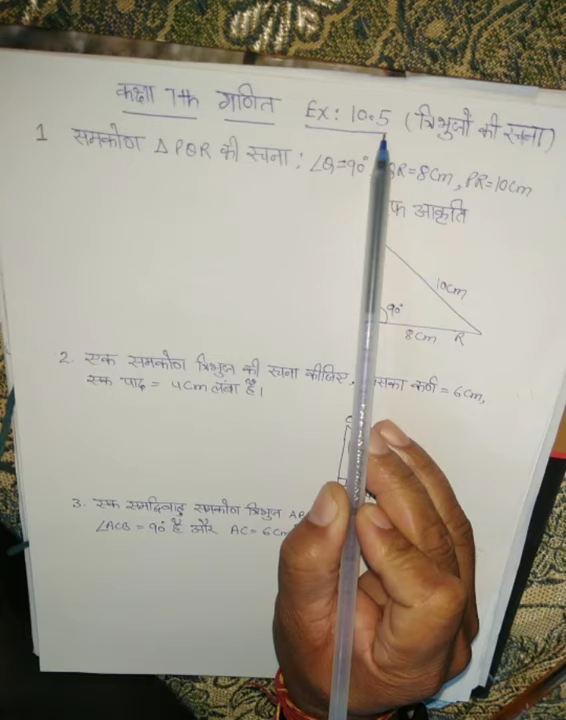 कक्षा 7th गणित Ex: 10.5 (त्रिभुजों की रचना)
1 समकोण △PQR की रचना : ∠Q=90° QR=8cm, PR=10cm
आकृति
10cm
90°
8cm R
2. एक समकोण त्रिभुज की रचना कीजिए, कर्ण = 6cm,
एक पाद = 4cm लंबा है।
3. एक समद्विबाहु समकोण त्रिभुज
∠ACB = 90° है और AC= 6cm